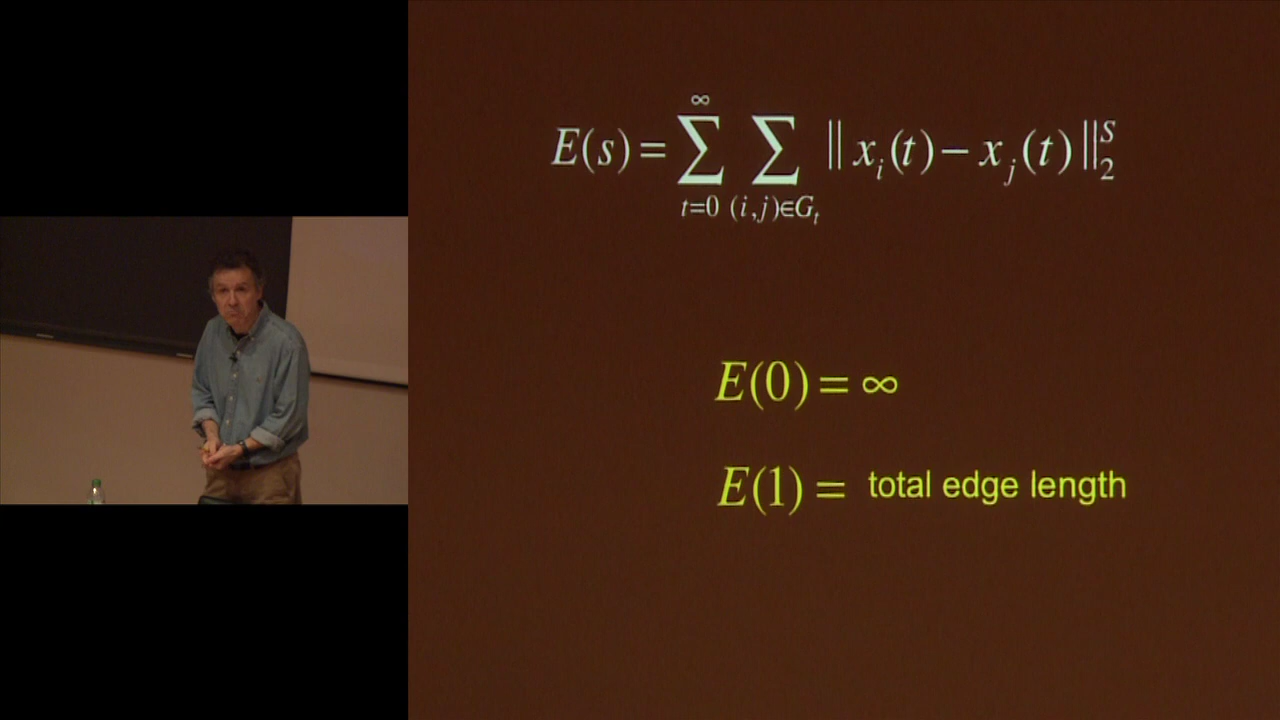 E(s) = ∑_{t=0}^{∞} ∑_{(i,j)∈G_t} ‖ x_i(t) − x_j(t) ‖_2^s
E(0) = ∞
E(1) = total edge length